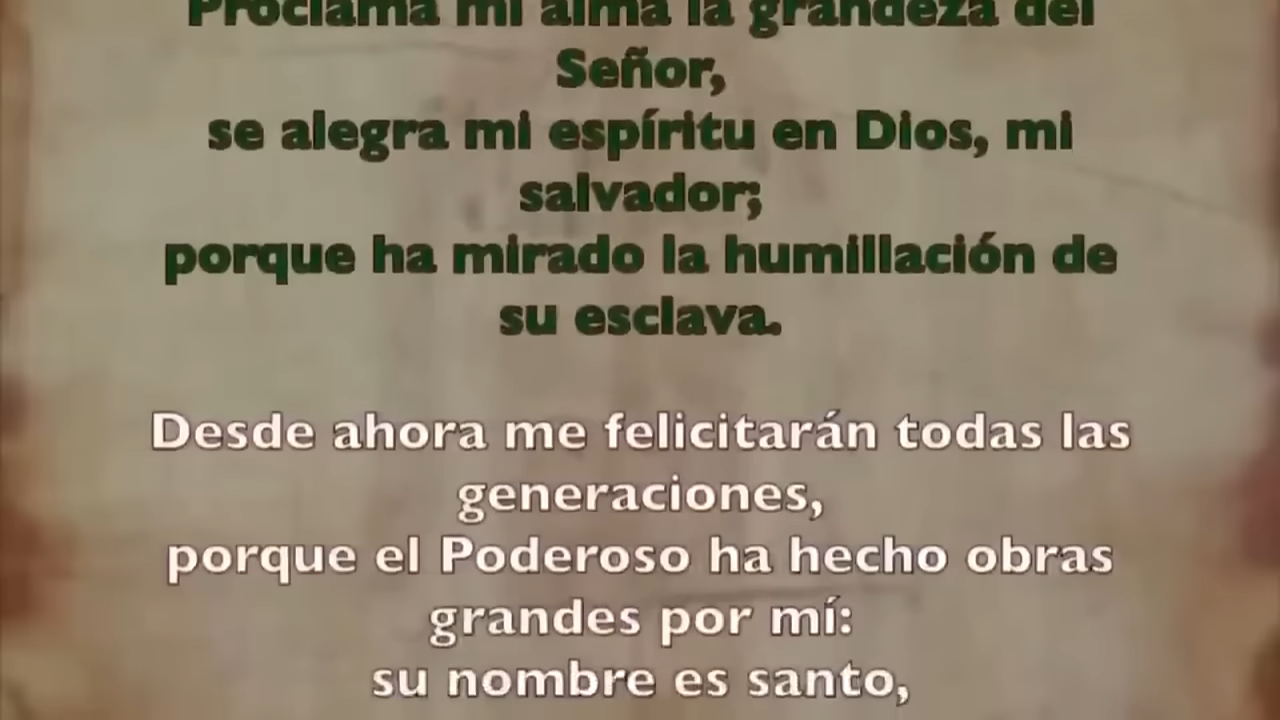 Proclama mi alma la grandeza del
Señor,
se alegra mi espíritu en Dios, mi
salvador;
porque ha mirado la humillación de
su esclava.
Desde ahora me felicitarán todas las
generaciones,
porque el Poderoso ha hecho obras
grandes por mí:
su nombre es santo,